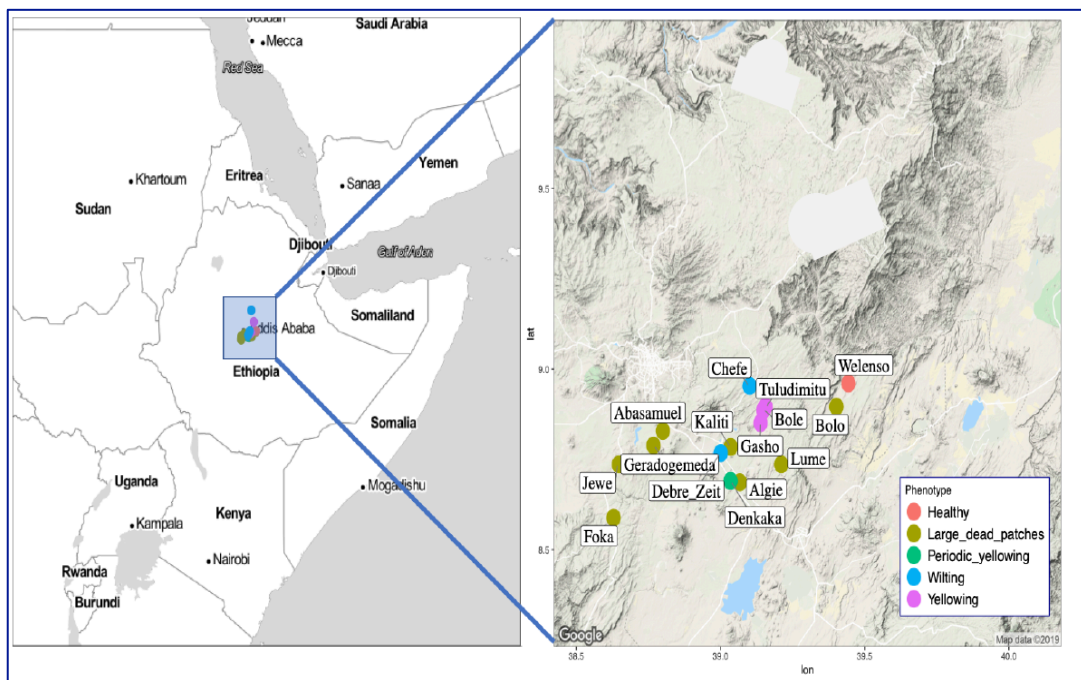 Jeddah
Saudi Arabia
Mecca
Red Sea
Yemen
Khartoum
Eritrea
Sanaa
Sudan
Djibouti
Gulf of Aden
Djibouti
ddis Ababa
Somaliland
Ethiopia
Somalia
Uganda
Mogadishu
Kampala
Kenya
Nairobi
Rwanda
Burundi
lat
9.5
9.0
8.5
Welenso
Chefe
Tuludimitu
Abasamuel
Kaliti
Bole
Bolo
Gasho
Geradogemeda
Lume
Jewe
Debre_Zeit
Algie
Denkaka
Foka
Phenotype
Healthy
Large_dead_patches
Periodic_yellowing
Wilting
Yellowing
Google
Map data ©2019
38.5
39.0
39.5
40.0
lon